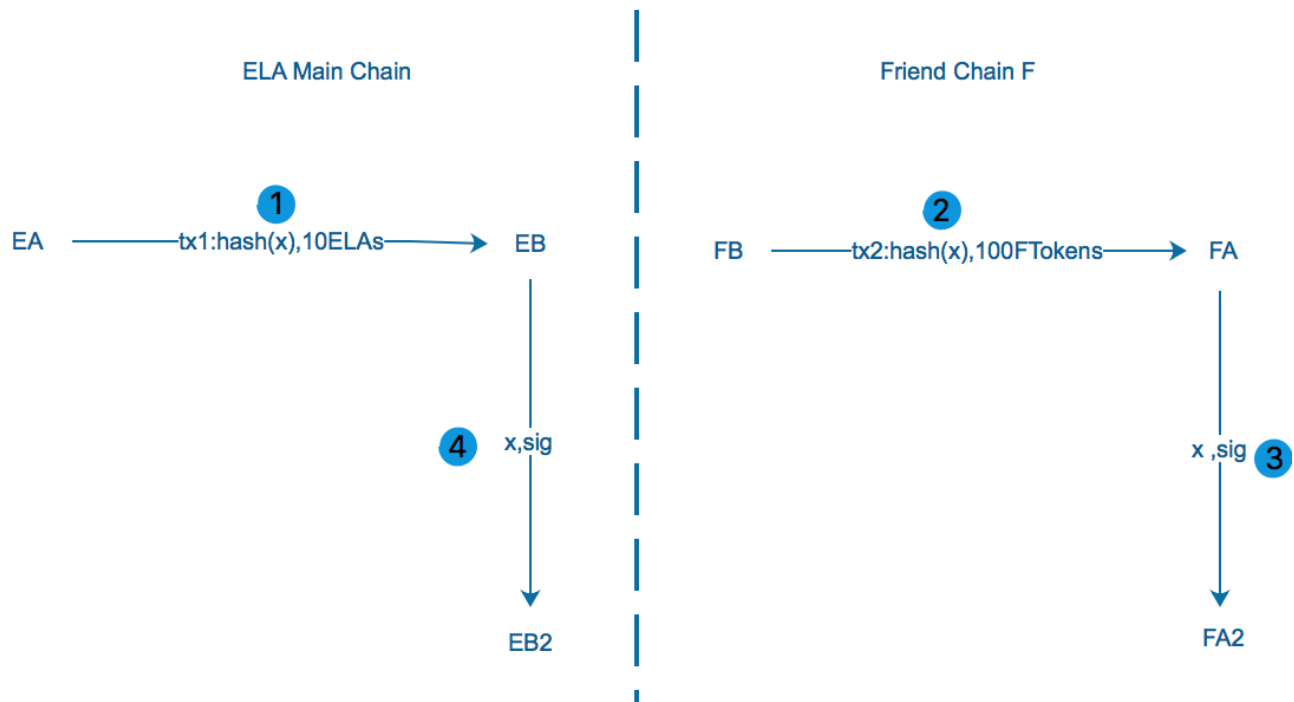 ELA Main Chain
Friend Chain F
1
2
EA
tx1:hash(x),10ELAs
EB
FB
tx2:hash(x),100FTokens
FA
4
x,sig
x ,sig
3
EB2
FA2